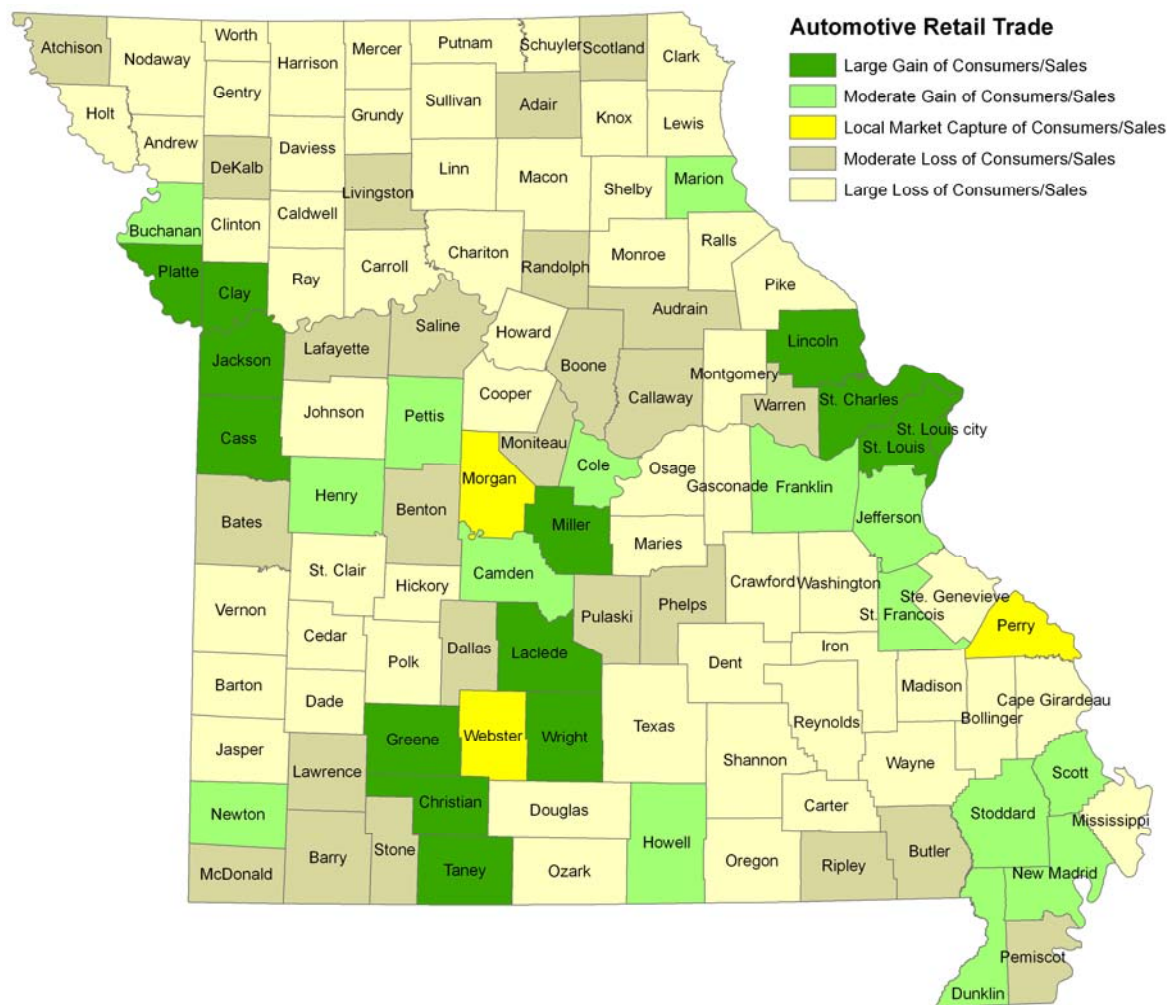 Automotive Retail Trade
Large Gain of Consumers/Sales
Moderate Gain of Consumers/Sales
Local Market Capture of Consumers/Sales
Moderate Loss of Consumers/Sales
Large Loss of Consumers/Sales
Atchison
Nodaway
Worth
Harrison
Mercer
Putnam
Schuyler
Scotland
Clark
Holt
Gentry
Sullivan
Adair
Knox
Lewis
Grundy
Andrew
DeKalb
Daviess
Livingston
Linn
Macon
Shelby
Marion
Buchanan
Clinton
Caldwell
Chariton
Randolph
Monroe
Ralls
Platte
Clay
Ray
Carroll
Pike
Audrain
Saline
Howard
Lincoln
Jackson
Lafayette
Boone
Montgomery
Callaway
Cooper
Warren
St. Charles
St. Louis city
St. Louis
Johnson
Pettis
Cass
Moniteau
Cole
Osage
Gasconade
Franklin
Morgan
Henry
Benton
Jefferson
Bates
Miller
Maries
St. Clair
Camden
Hickory
Crawford
Washington
Ste. Genevieve
St. Francois
Perry
Vernon
Pulaski
Phelps
Cedar
Dallas
Laclede
Polk
Dent
Iron
Barton
Dade
Madison
Bollinger
Cape Girardeau
Texas
Reynolds
Jasper
Greene
Webster
Wright
Shannon
Wayne
Lawrence
Scott
Christian
Douglas
Carter
Stoddard
Mississippi
Newton
Howell
Barry
Stone
Taney
Ozark
Oregon
Ripley
Butler
New Madrid
McDonald
Pemiscot
Dunklin